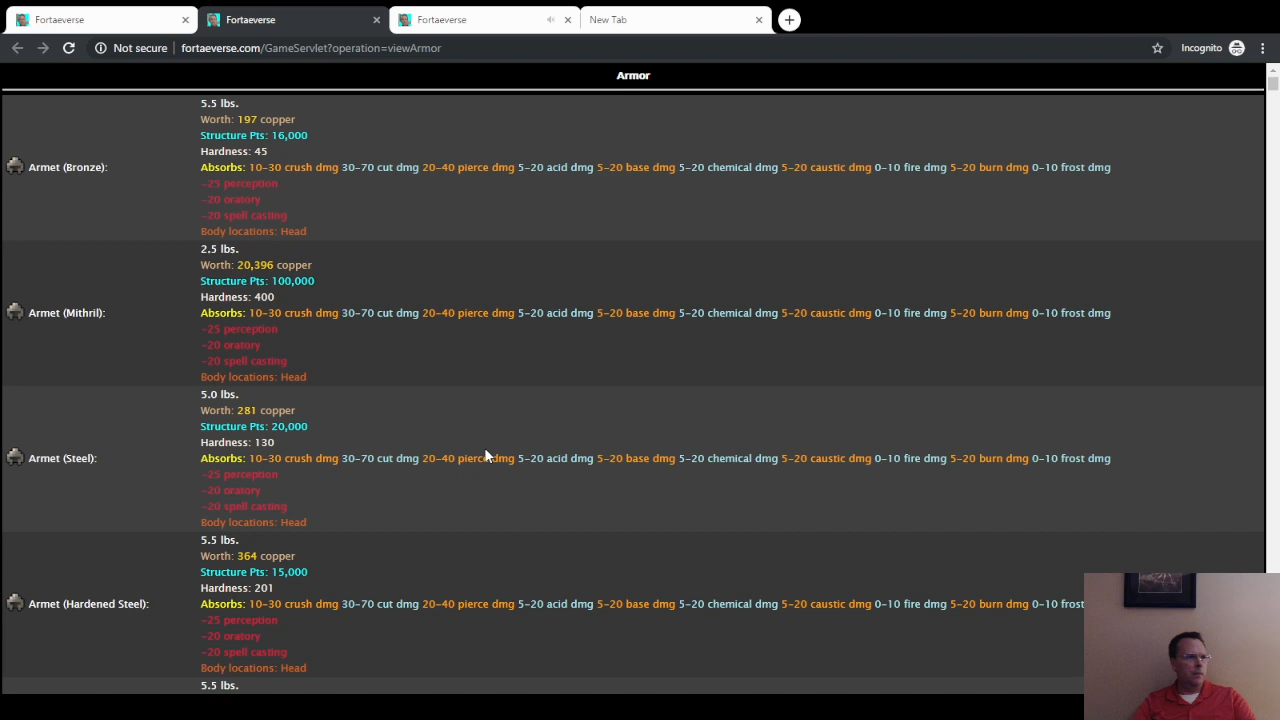 Fortaeverse
Fortaeverse
Fortaeverse
New Tab
Not secure
fortaeverse.com/GameServlet?operation=viewArmor
Incognito
Armor
Armet (Bronze):
5.5 lbs.
Worth: 197 copper
Structure Pts: 16,000
Hardness: 45
Absorbs: 10-30 crush dmg 30-70 cut dmg 20-40 pierce dmg 5-20 acid dmg 5-20 base dmg 5-20 chemical dmg 5-20 caustic dmg 0-10 fire dmg 5-20 burn dmg 0-10 frost dmg
-25 perception
-20 oratory
-20 spell casting
Body locations: Head
Armet (Mithril):
2.5 lbs.
Worth: 20,396 copper
Structure Pts: 100,000
Hardness: 400
Absorbs: 10-30 crush dmg 30-70 cut dmg 20-40 pierce dmg 5-20 acid dmg 5-20 base dmg 5-20 chemical dmg 5-20 caustic dmg 0-10 fire dmg 5-20 burn dmg 0-10 frost dmg
-25 perception
-20 oratory
-20 spell casting
Body locations: Head
Armet (Steel):
5.0 lbs.
Worth: 281 copper
Structure Pts: 20,000
Hardness: 130
Absorbs: 10-30 crush dmg 30-70 cut dmg 20-40 pierce dmg 5-20 acid dmg 5-20 base dmg 5-20 chemical dmg 5-20 caustic dmg 0-10 fire dmg 5-20 burn dmg 0-10 frost dmg
-25 perception
-20 oratory
-20 spell casting
Body locations: Head
Armet (Hardened Steel):
5.5 lbs.
Worth: 364 copper
Structure Pts: 15,000
Hardness: 201
Absorbs: 10-30 crush dmg 30-70 cut dmg 20-40 pierce dmg 5-20 acid dmg 5-20 base dmg 5-20 chemical dmg 5-20 caustic dmg 0-10 fire dmg 5-20 burn dmg 0-10 frost
-25 perception
-20 oratory
-20 spell casting
Body locations: Head
5.5 lbs.